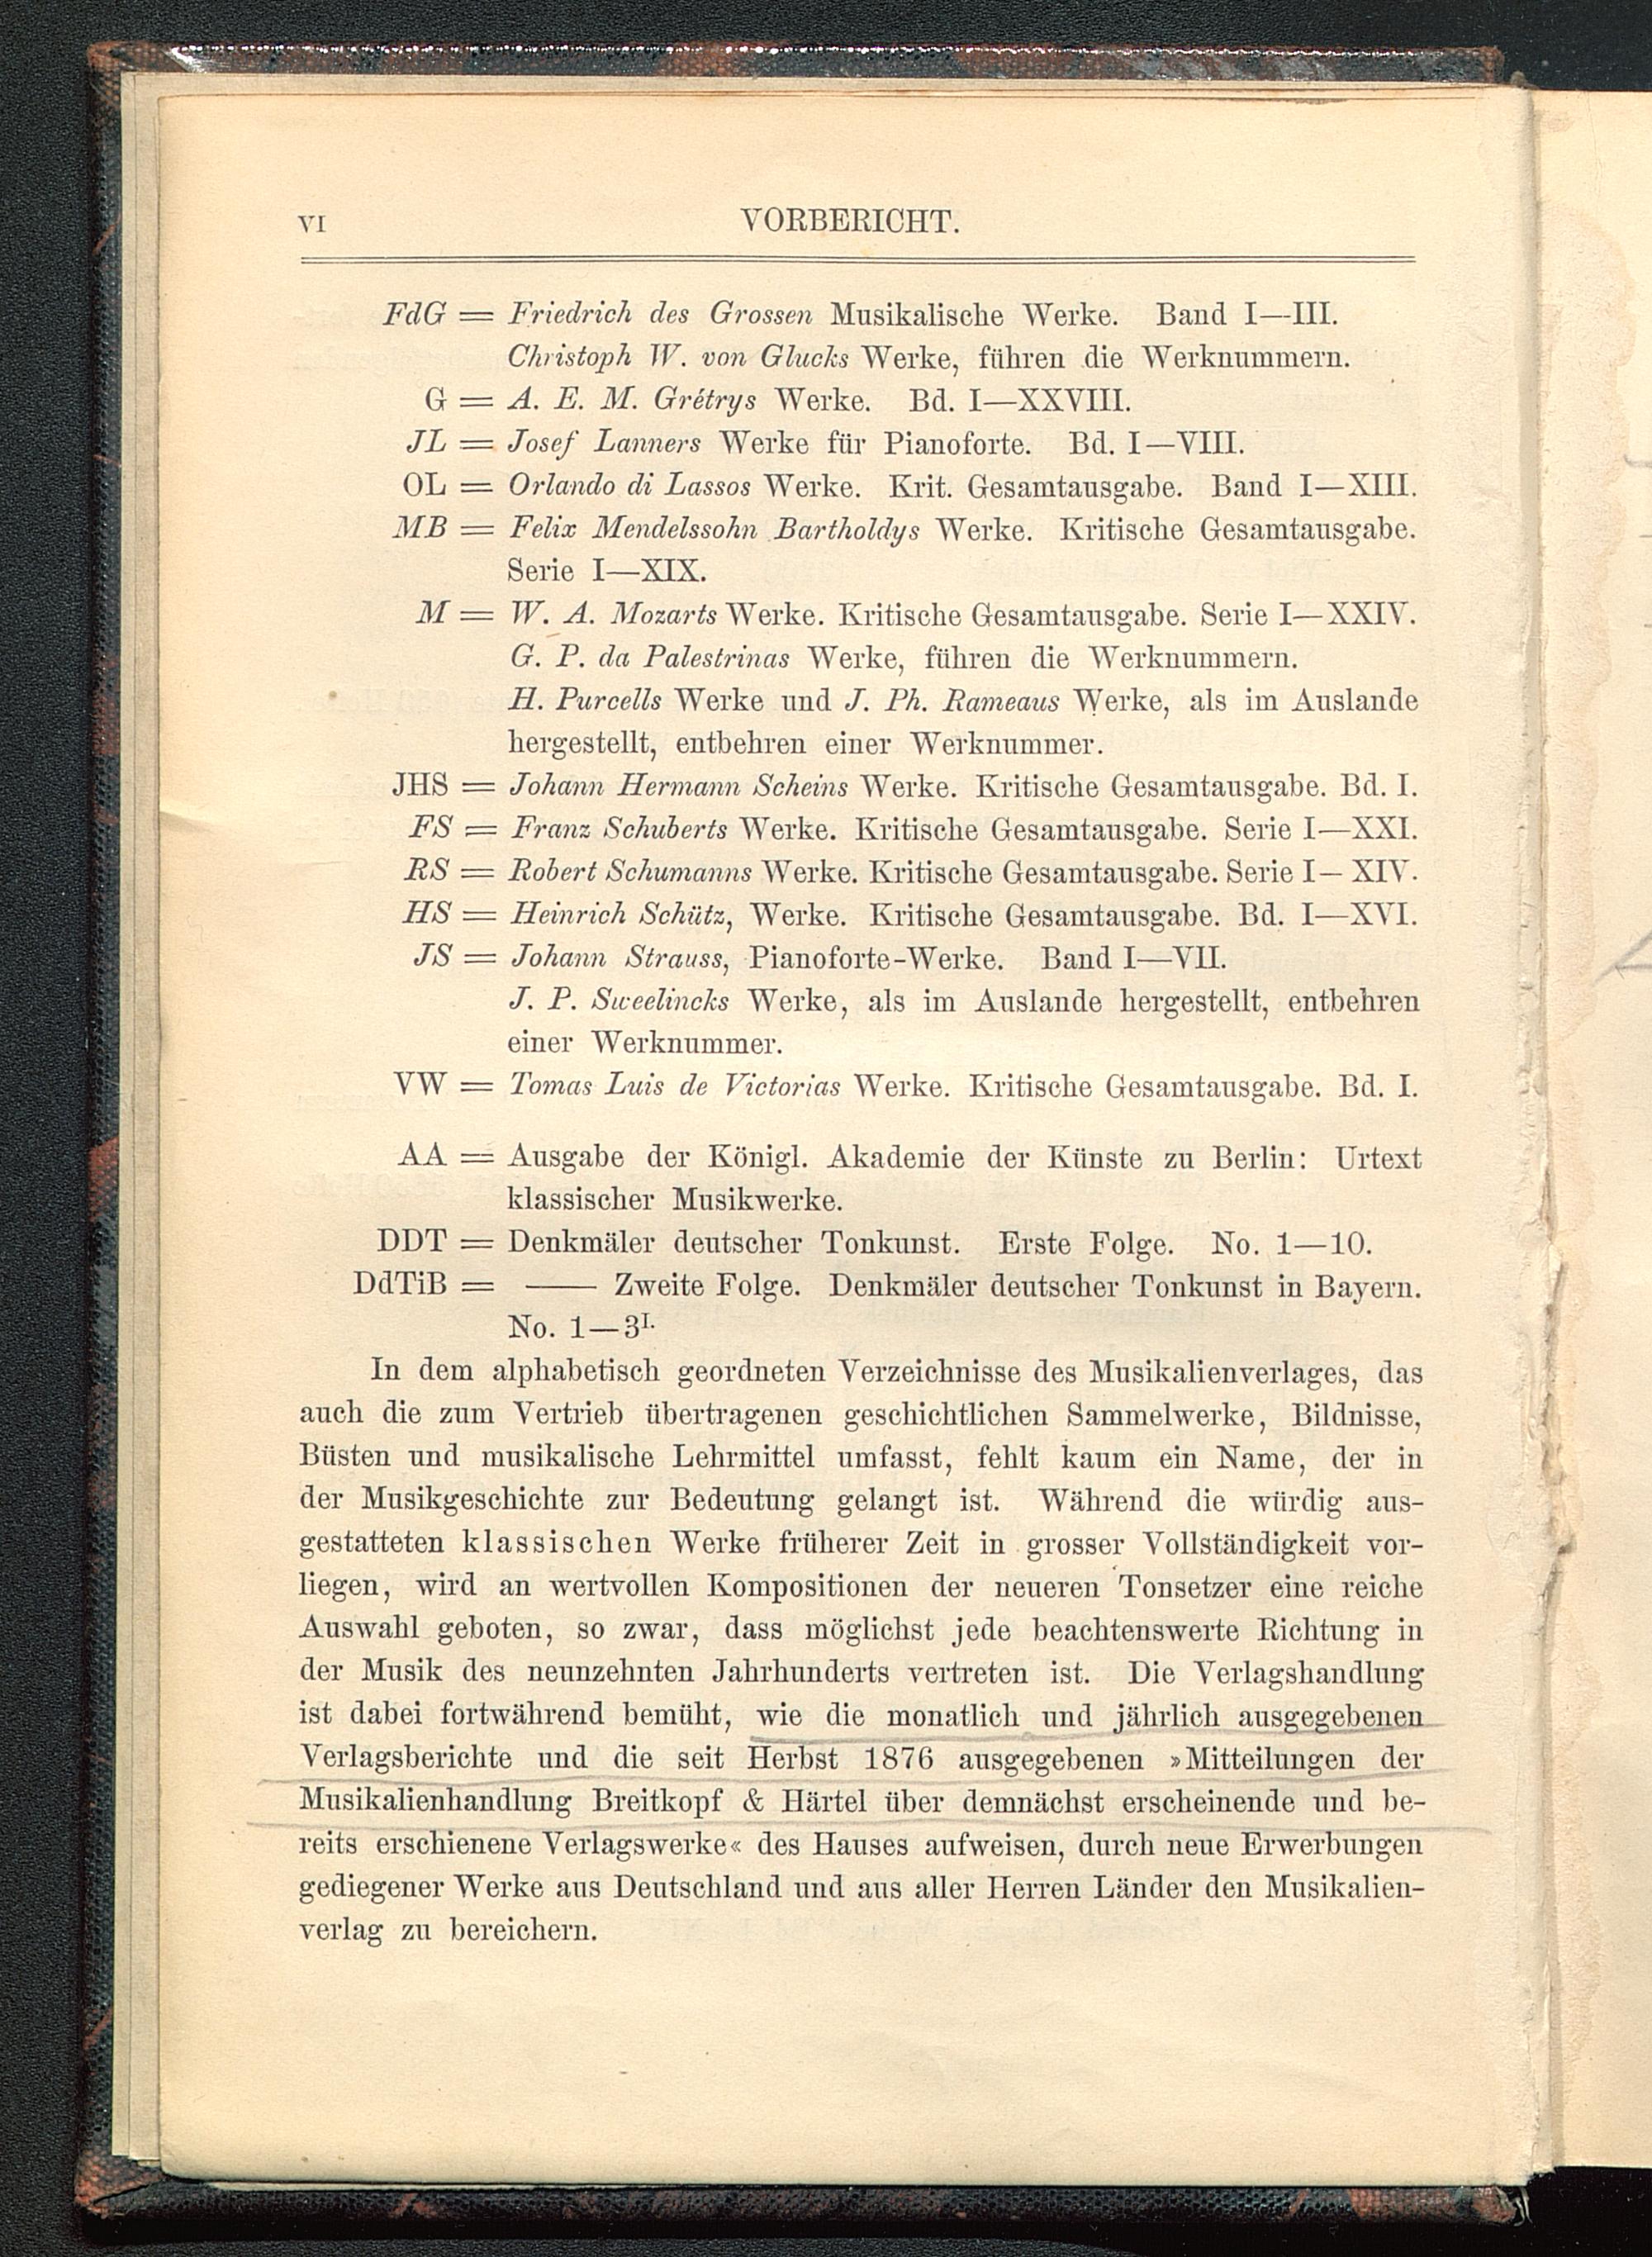 VI VORBERICHT.
FdG = Friedrich des Grossen Musikalische Werke. Band I—III.
Christoph W. von Glucks Werke, führen die Werknummern.
G = A. E. M. Grétrys Werke. Bd. I—XXVIII.
JL = Josef Lanners Werke für Pianoforte. Bd. I—VIII.
OL = Orlando di Lassos Werke. Krit. Gesamtausgabe. Band I—XIII.
MB = Felix Mendelssohn Bartholdys Werke. Kritische Gesamtausgabe.
Serie I—XIX.
M = W. A. Mozarts Werke. Kritische Gesamtausgabe. Serie I—XXIV.
G. P. da Palestrinas Werke, führen die Werknummern.
H. Purcells Werke und J. Ph. Rameaus Werke, als im Auslande
hergestellt, entbehren einer Werknummer.
JHS = Johann Hermann Scheins Werke. Kritische Gesamtausgabe. Bd. I.
FS = Franz Schuberts Werke. Kritische Gesamtausgabe. Serie I—XXI.
RS = Robert Schumanns Werke. Kritische Gesamtausgabe. Serie I—XIV.
HS = Heinrich Schütz, Werke. Kritische Gesamtausgabe. Bd. I—XVI.
JS = Johann Strauss, Pianoforte-Werke. Band I—VII.
J. P. Sweelincks Werke, als im Auslande hergestellt, entbehren
einer Werknummer.
VW = Tomas Luis de Victorias Werke. Kritische Gesamtausgabe. Bd. I.
AA = Ausgabe der Königl. Akademie der Künste zu Berlin: Urtext
klassischer Musikwerke.
DDT = Denkmäler deutscher Tonkunst. Erste Folge. No. 1—10.
DdTiB = —— Zweite Folge. Denkmäler deutscher Tonkunst in Bayern.
No. 1—3I.
In dem alphabetisch geordneten Verzeichnisse des Musikalienverlages, das
auch die zum Vertrieb übertragenen geschichtlichen Sammelwerke, Bildnisse,
Büsten und musikalische Lehrmittel umfasst, fehlt kaum ein Name, der in
der Musikgeschichte zur Bedeutung gelangt ist. Während die würdig aus-
gestatteten klassischen Werke früherer Zeit in grosser Vollständigkeit vor-
liegen, wird an wertvollen Kompositionen der neueren Tonsetzer eine reiche
Auswahl geboten, so zwar, dass möglichst jede beachtenswerte Richtung in
der Musik des neunzehnten Jahrhunderts vertreten ist. Die Verlagshandlung
ist dabei fortwährend bemüht, wie die monatlich und jährlich ausgegebenen
Verlagsberichte und die seit Herbst 1876 ausgegebenen »Mitteilungen der
Musikalienhandlung Breitkopf & Härtel über demnächst erscheinende und be-
reits erschienene Verlagswerke« des Hauses aufweisen, durch neue Erwerbungen
gediegener Werke aus Deutschland und aus aller Herren Länder den Musikalien-
verlag zu bereichern.